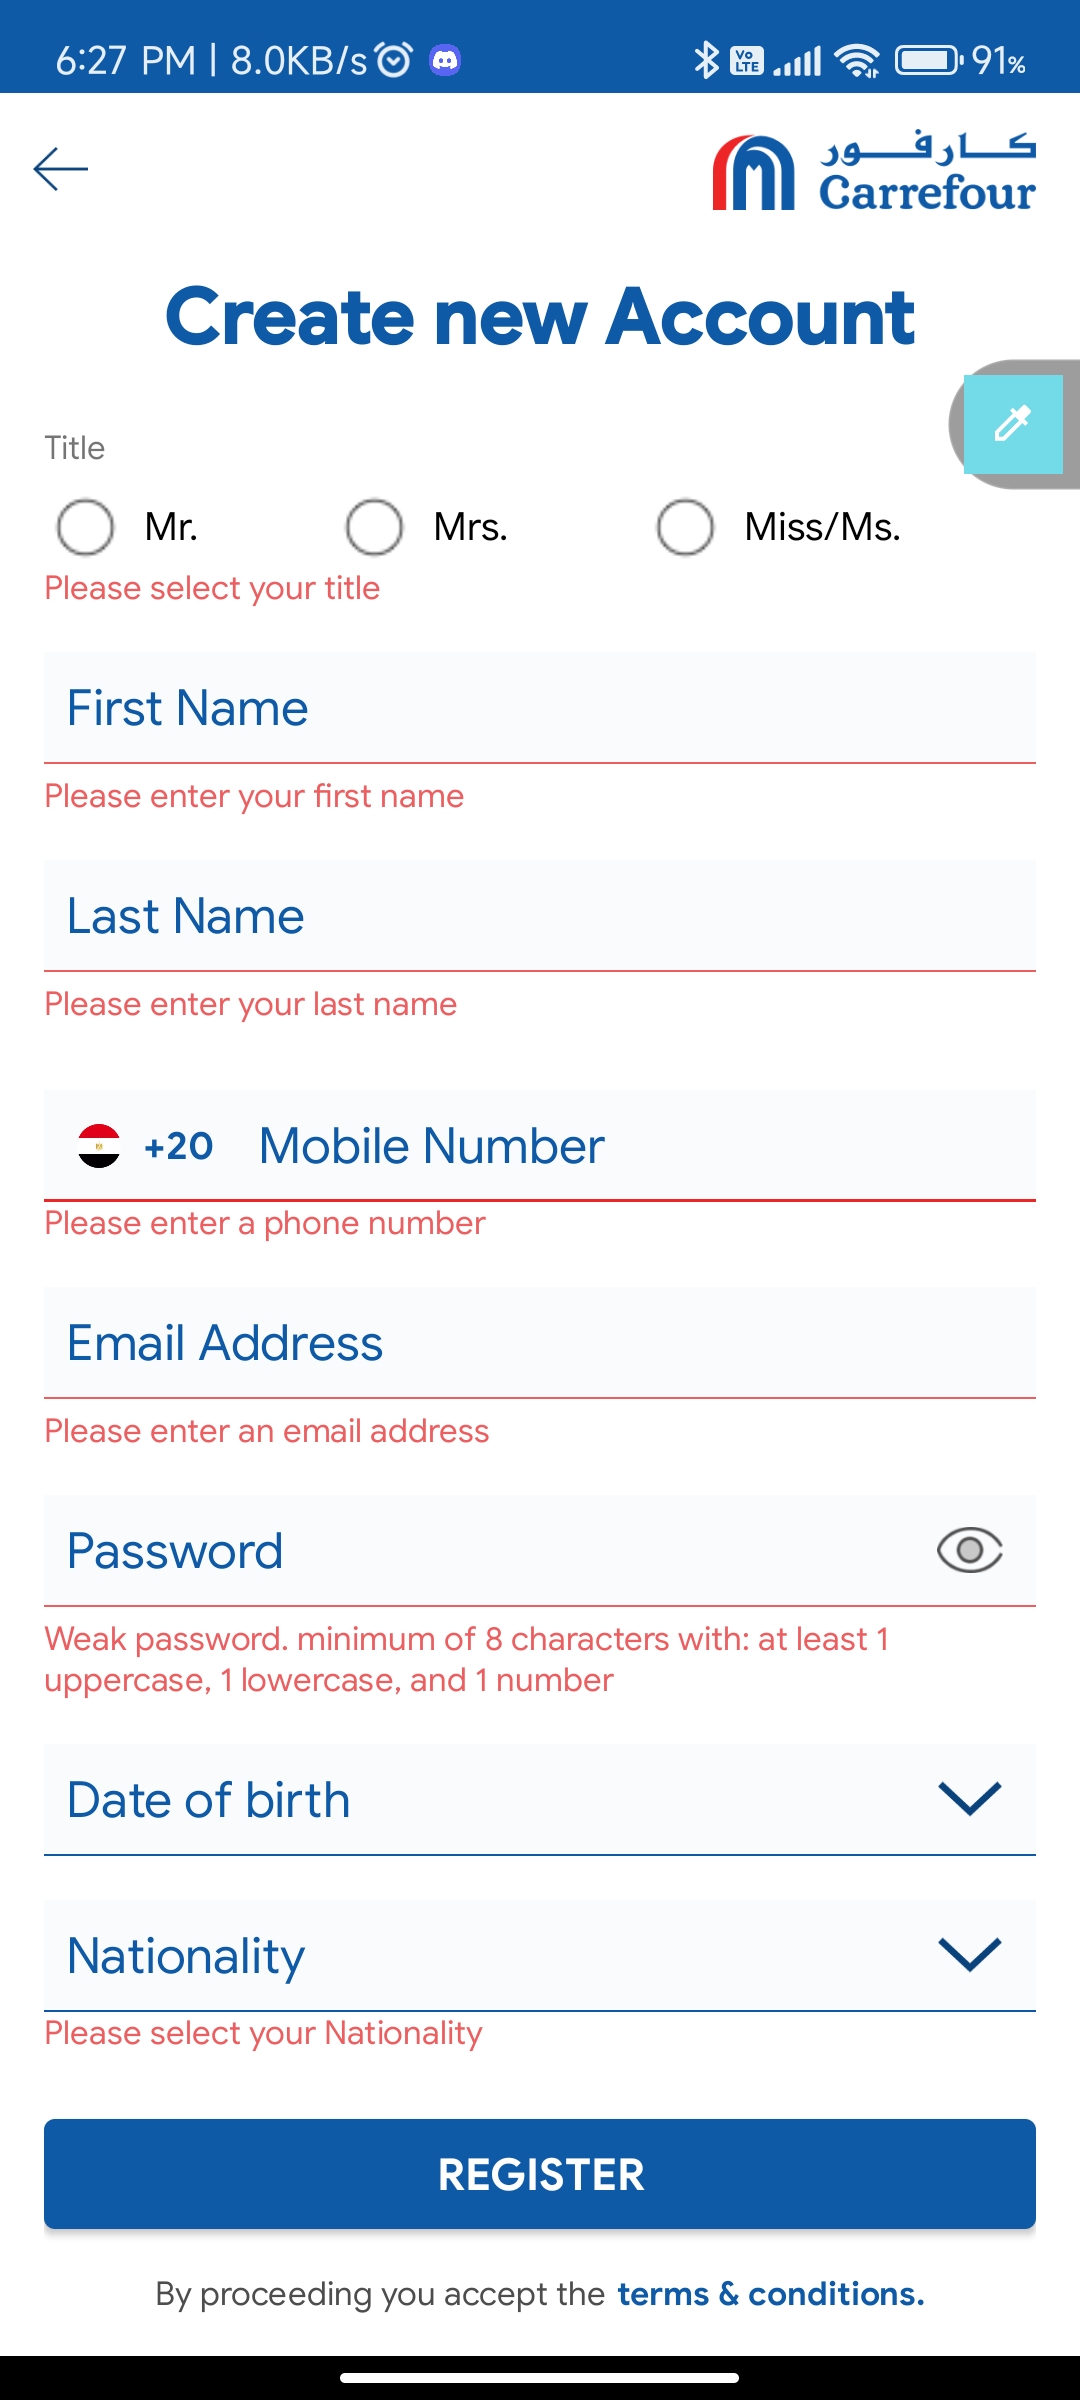 6:27 PM | 8.0KB/s Vo LTE 91%
كارفور
Carrefour
Create new Account
Title
Mr. Mrs. Miss/Ms.
Please select your title
First Name
Please enter your first name
Last Name
Please enter your last name
+20 Mobile Number
Please enter a phone number
Email Address
Please enter an email address
Password
Weak password. minimum of 8 characters with: at least 1
uppercase, 1 lowercase, and 1 number
Date of birth
Nationality
Please select your Nationality
REGISTER
By proceeding you accept the terms & conditions.